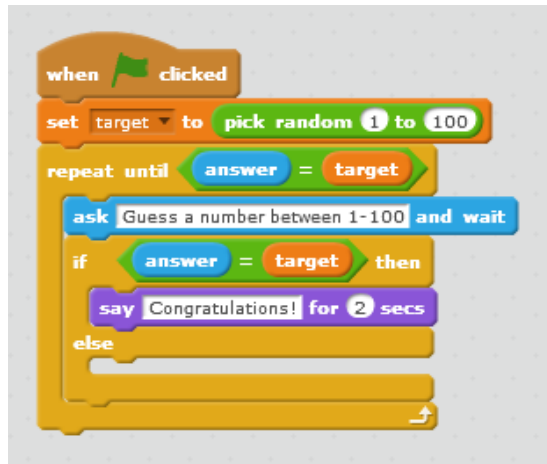 when clicked
set target to pick random 1 to 100
repeat until answer = target
ask Guess a number between 1-100 and wait
if answer = target then
say Congratulations! for 2 secs
else